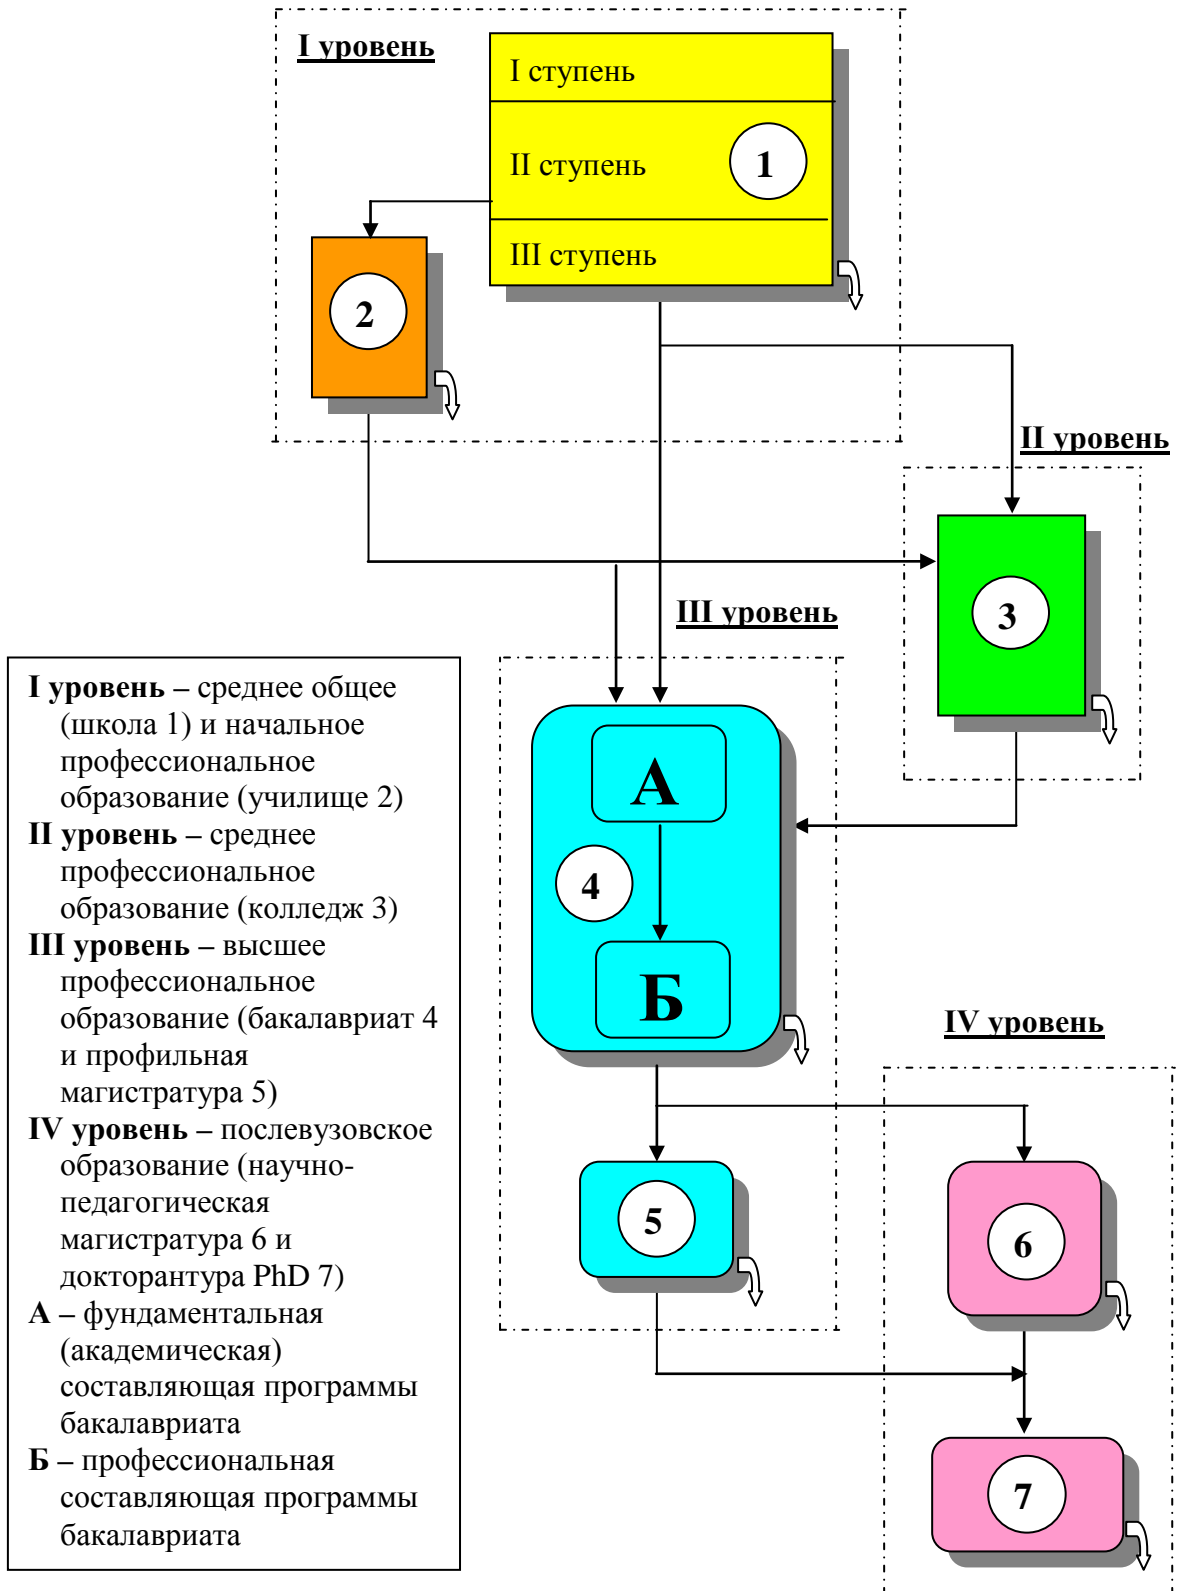 I уровень
I ступень
II ступень
1
III ступень
2
II уровень
3
III уровень
А
4
Б
IV уровень
5
6
7
I уровень – среднее общее
(школа 1) и начальное
профессиональное
образование (училище 2)
II уровень – среднее
профессиональное
образование (колледж 3)
III уровень – высшее
профессиональное
образование (бакалавриат 4
и профильная
магистратура 5)
IV уровень – послевузовское
образование (научно-
педагогическая
магистратура 6 и
докторантура PhD 7)
А – фундаментальная
(академическая)
составляющая программы
бакалавриата
Б – профессиональная
составляющая программы
бакалавриата